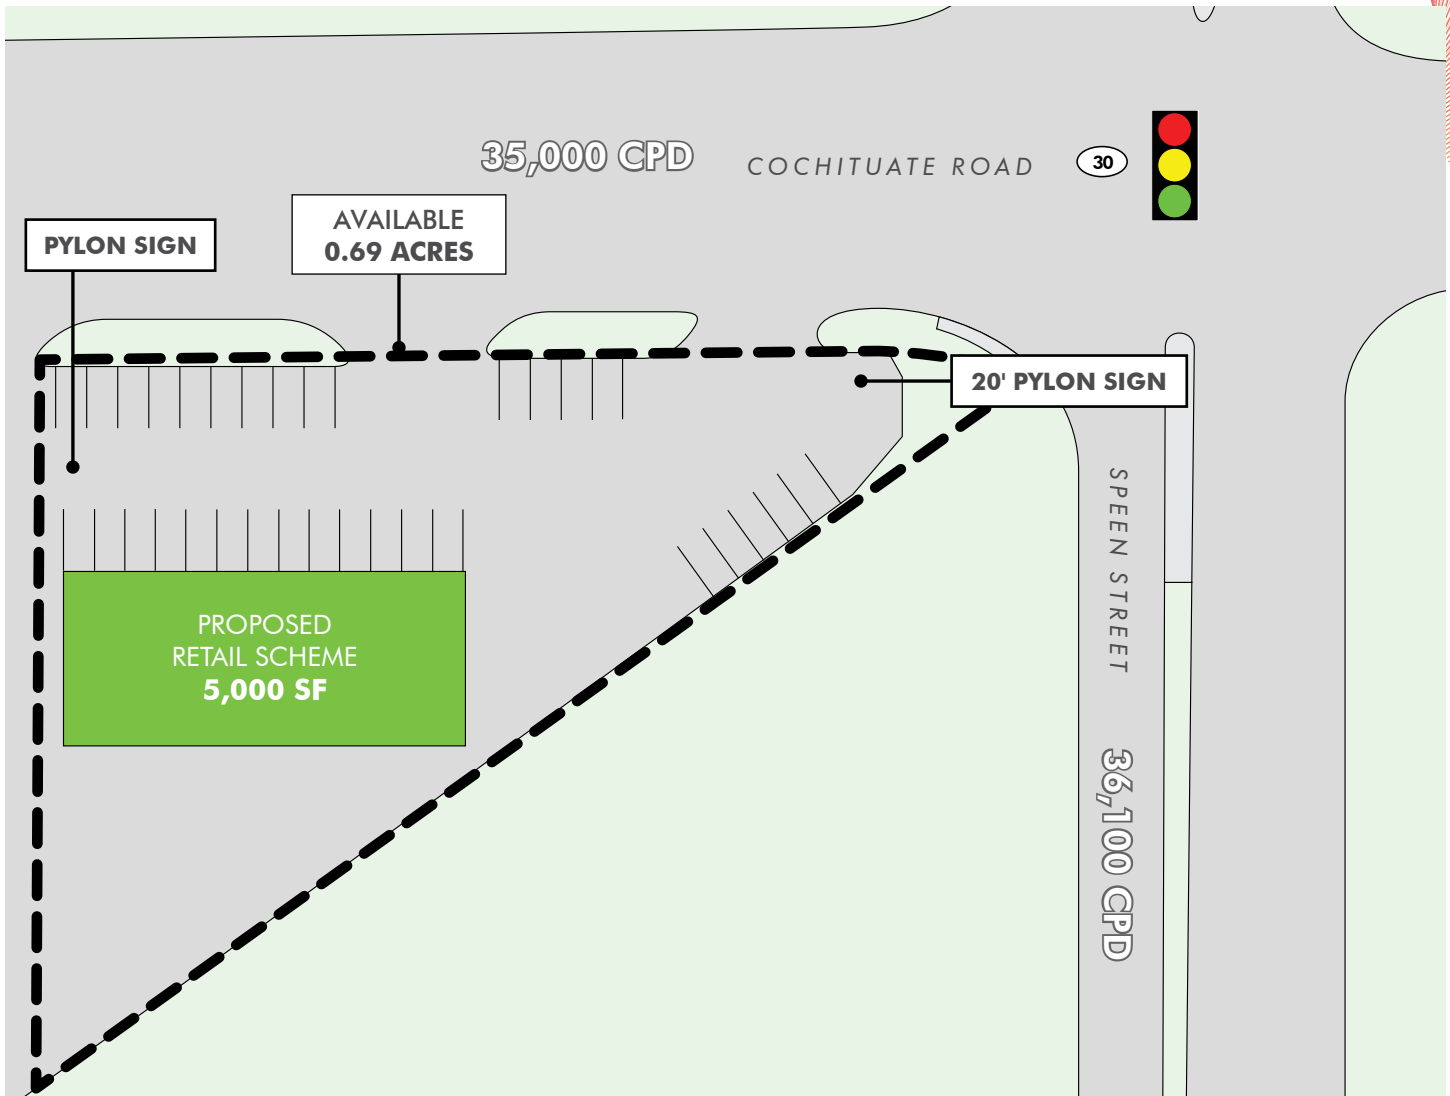 35,000 CPD
COCHITUATE ROAD
30
PYLON SIGN
AVAILABLE
0.69 ACRES
20' PYLON SIGN
SPEEN STREET
36,100 CPD
PROPOSED
RETAIL SCHEME
5,000 SF